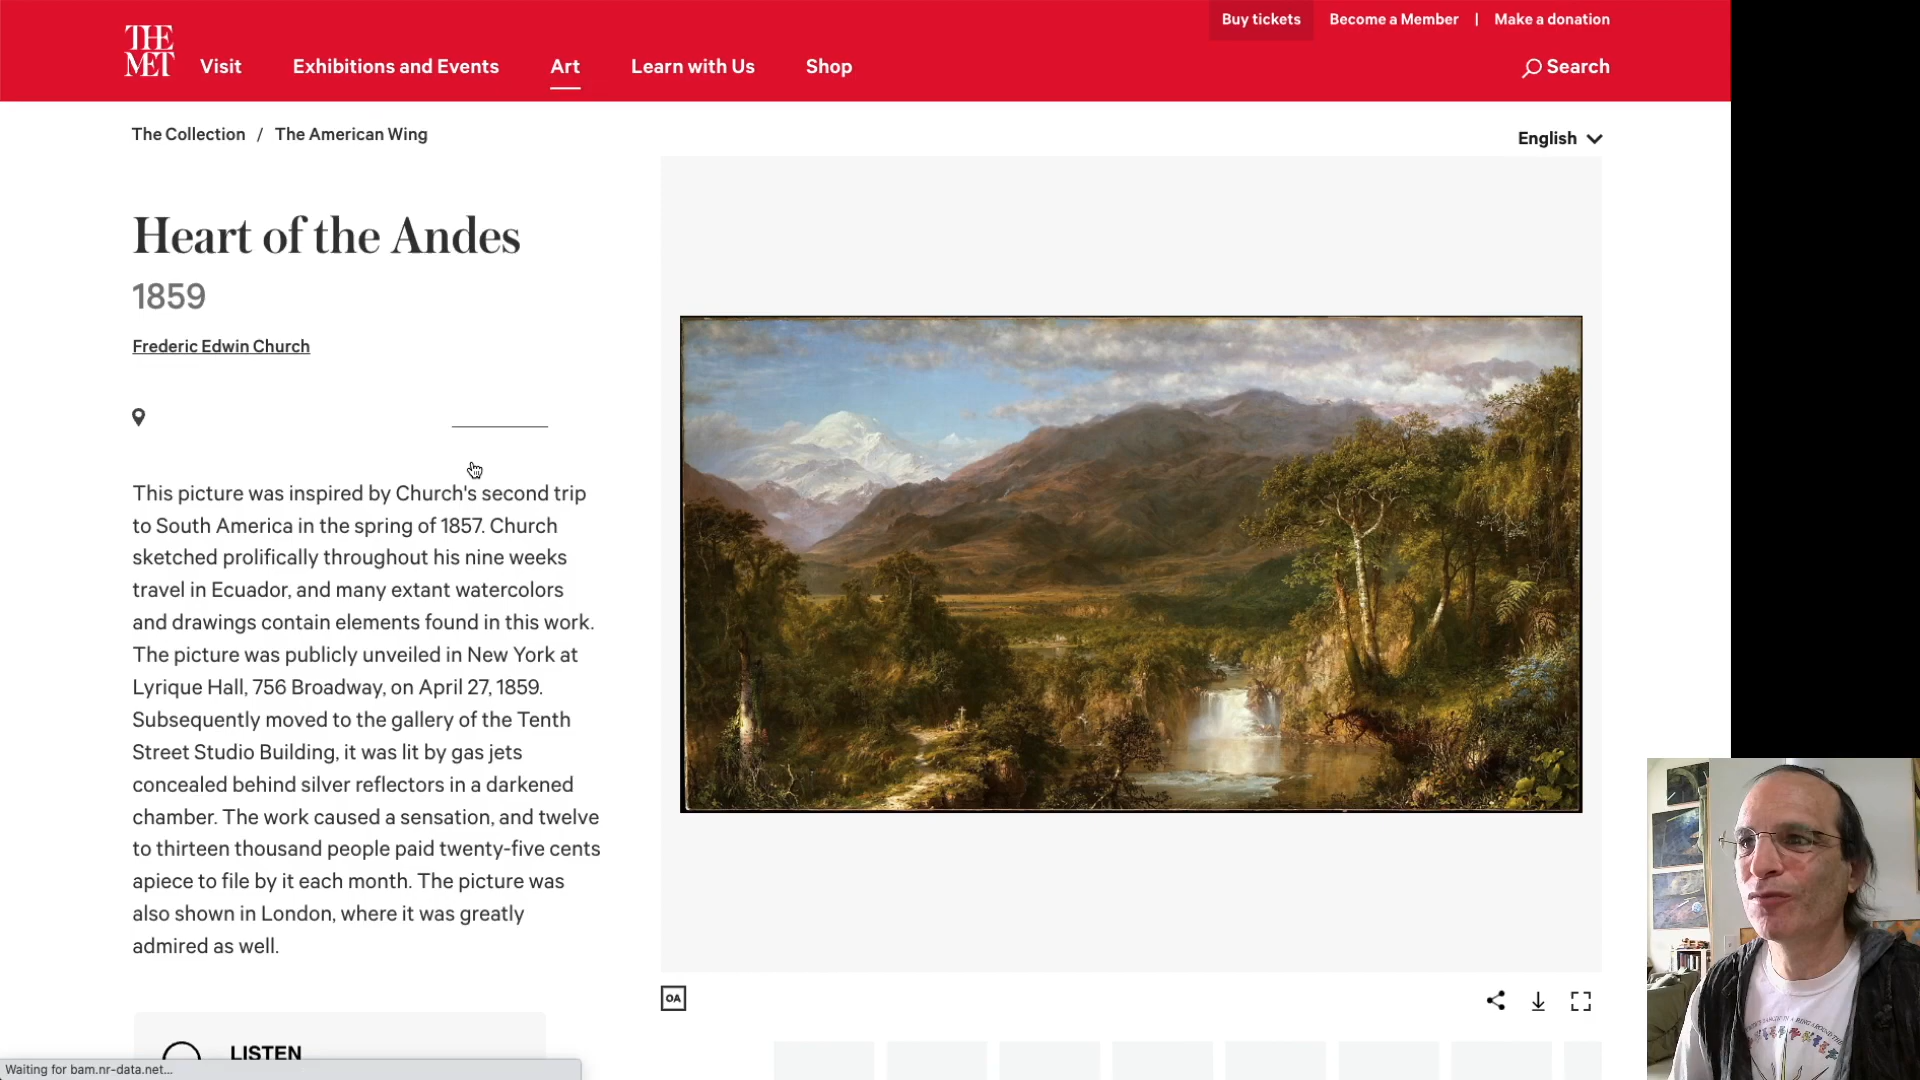 Buy tickets
Become a Member | Make a donation
THE
MET
Visit
Exhibitions and Events
Art
Learn with Us
Shop
Search
The Collection / The American Wing
English
Heart of the Andes
1859
Frederic Edwin Church
This picture was inspired by Church's second trip
to South America in the spring of 1857. Church
sketched prolifically throughout his nine weeks
travel in Ecuador, and many extant watercolors
and drawings contain elements found in this work.
The picture was publicly unveiled in New York at
Lyrique Hall, 756 Broadway, on April 27, 1859.
Subsequently moved to the gallery of the Tenth
Street Studio Building, it was lit by gas jets
concealed behind silver reflectors in a darkened
chamber. The work caused a sensation, and twelve
to thirteen thousand people paid twenty-five cents
apiece to file by it each month. The picture was
also shown in London, where it was greatly
admired as well.
OA
LISTEN
Waiting for bam.nr-data.net...